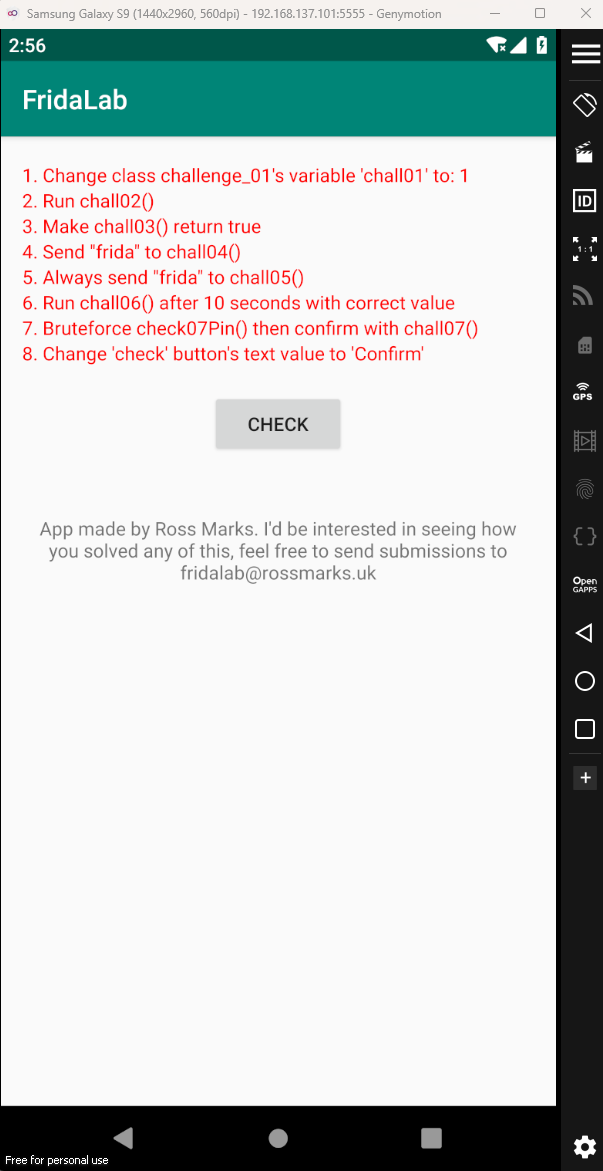 Samsung Galaxy S9 (1440x2960, 560dpi) - 192.168.137.101:5555 - Genymotion
2:56
FridaLab
1. Change class challenge_01's variable 'chall01' to: 1
2. Run chall02()
3. Make chall03() return true
4. Send "frida" to chall04()
5. Always send "frida" to chall05()
6. Run chall06() after 10 seconds with correct value
7. Bruteforce check07Pin() then confirm with chall07()
8. Change 'check' button's text value to 'Confirm'
CHECK
App made by Ross Marks. I'd be interested in seeing how
you solved any of this, feel free to send submissions to
fridalab@rossmarks.uk
ID
1:1
GPS
Open
GAPPS
Free for personal use